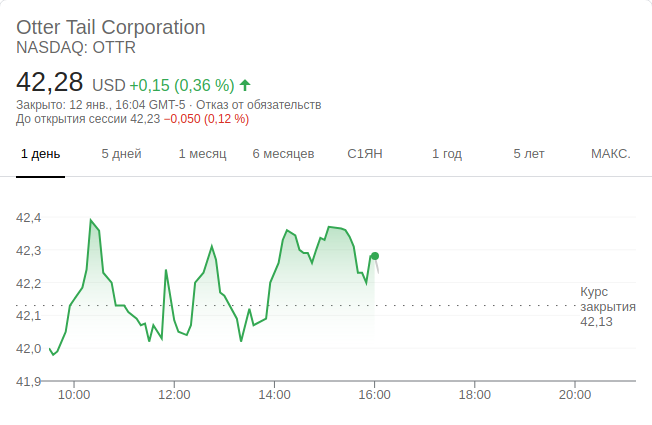 Otter Tail Corporation
NASDAQ: OTTR
42,28 USD +0,15 (0,36 %)
Закрыто: 12 янв., 16:04 GMT-5 · Отказ от обязательств
До открытия сессии 42,23 −0,050 (0,12 %)
1 день 5 дней 1 месяц 6 месяцев С1ЯН 1 год 5 лет МАКС.
42,4
42,3
42,2
42,1
42,0
41,9
Курс
закрытия
42,13
10:00 12:00 14:00 16:00 18:00 20:00